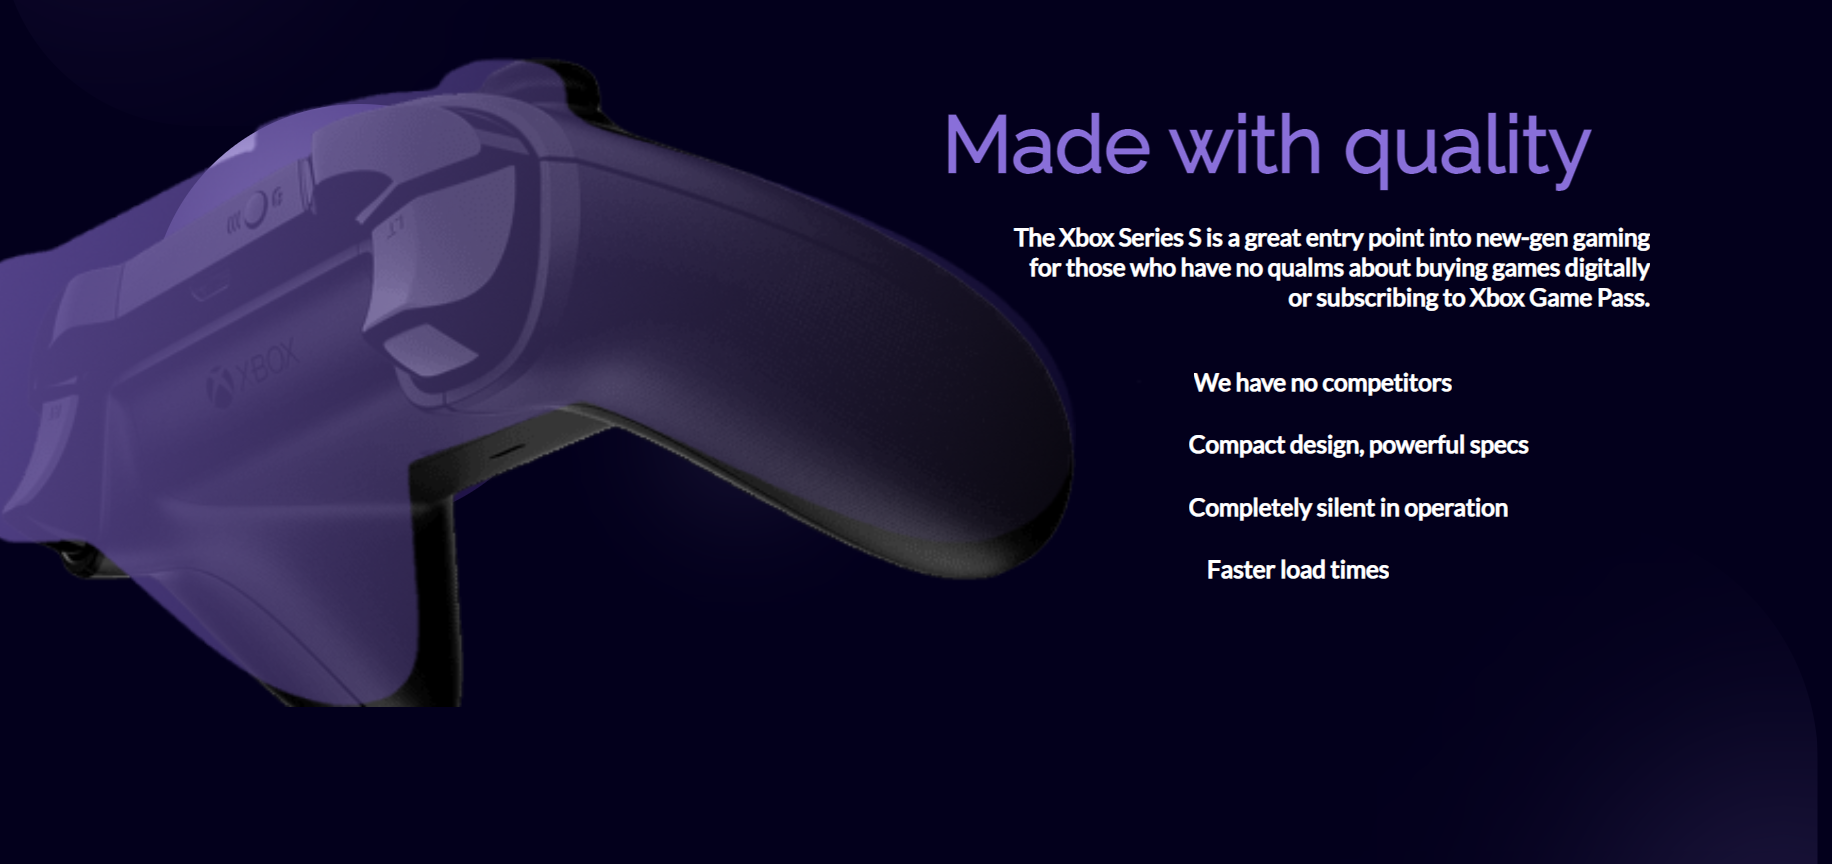 Made with quality
The Xbox Series S is a great entry point into new-gen gaming
for those who have no qualms about buying games digitally
or subscribing to Xbox Game Pass.
We have no competitors
Compact design, powerful specs
Completely silent in operation
Faster load times
LT
XBOX